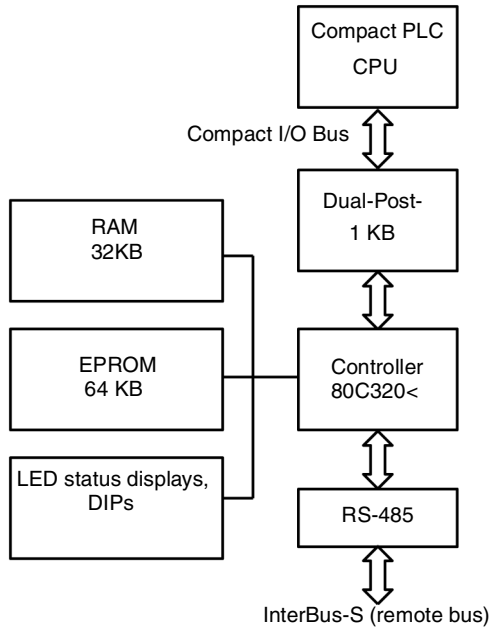 Compact PLC
CPU
Compact I/O Bus
Dual-Post-
1 KB
RAM
32KB
EPROM
64 KB
Controller
80C320<
LED status displays,
DIPs
RS-485
InterBus-S (remote bus)